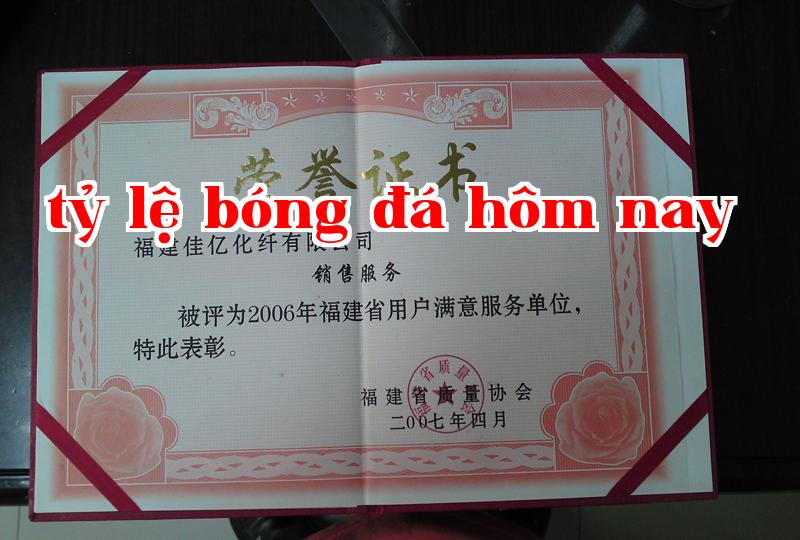 荣誉证书
tỷ lệ bóng đá hôm nay
福建佳亿化纤有限公司
销售服务
被评为2006年福建省用户满意服务单位，
特此表彰。
福建省质量协会
二00七年四月